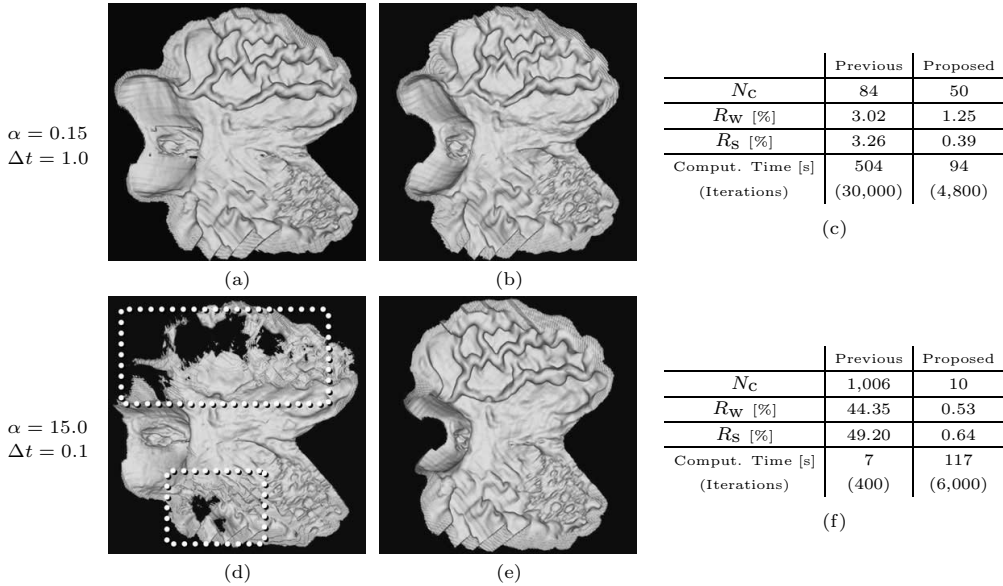 α = 0.15
Δt = 1.0
(a)
(b)
Previous Proposed
N_C 84 50
R_W [%] 3.02 1.25
R_S [%] 3.26 0.39
Comput. Time [s] 504 94
(Iterations) (30,000) (4,800)
(c)
α = 15.0
Δt = 0.1
(d)
(e)
Previous Proposed
N_C 1,006 10
R_W [%] 44.35 0.53
R_S [%] 49.20 0.64
Comput. Time [s] 7 117
(Iterations) (400) (6,000)
(f)